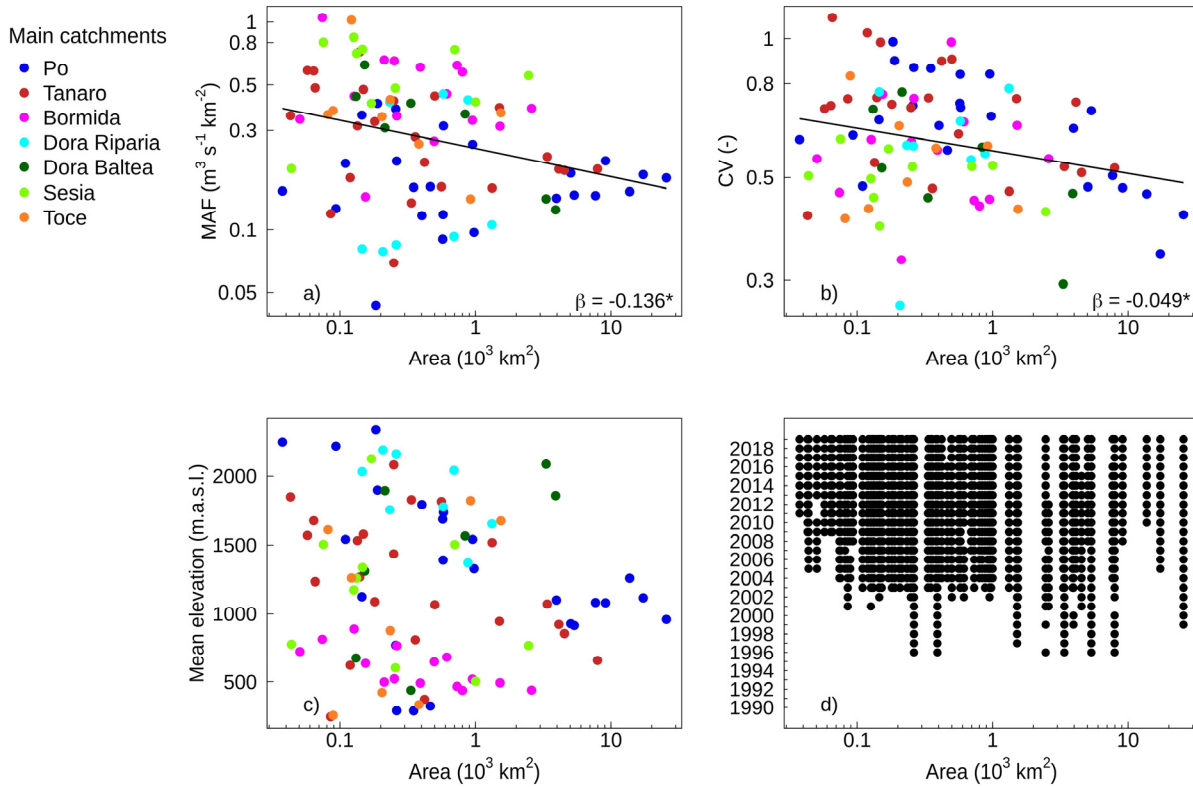 Main catchments
Po
Tanaro
Bormida
Dora Riparia
Dora Baltea
Sesia
Toce
MAF (m³ s⁻¹ km⁻²)
1
0.8
0.5
0.3
0.1
0.05
a)
β = -0.136*
0.1
1
10
Area (10³ km²)
CV (-)
1
0.8
0.5
0.3
b)
β = -0.049*
0.1
1
10
Area (10³ km²)
Mean elevation (m.a.s.l.)
2000
1500
1000
500
c)
0.1
1
10
Area (10³ km²)
2018
2016
2014
2012
2010
2008
2006
2004
2002
2000
1998
1996
1994
1992
1990
d)
0.1
1
10
Area (10³ km²)